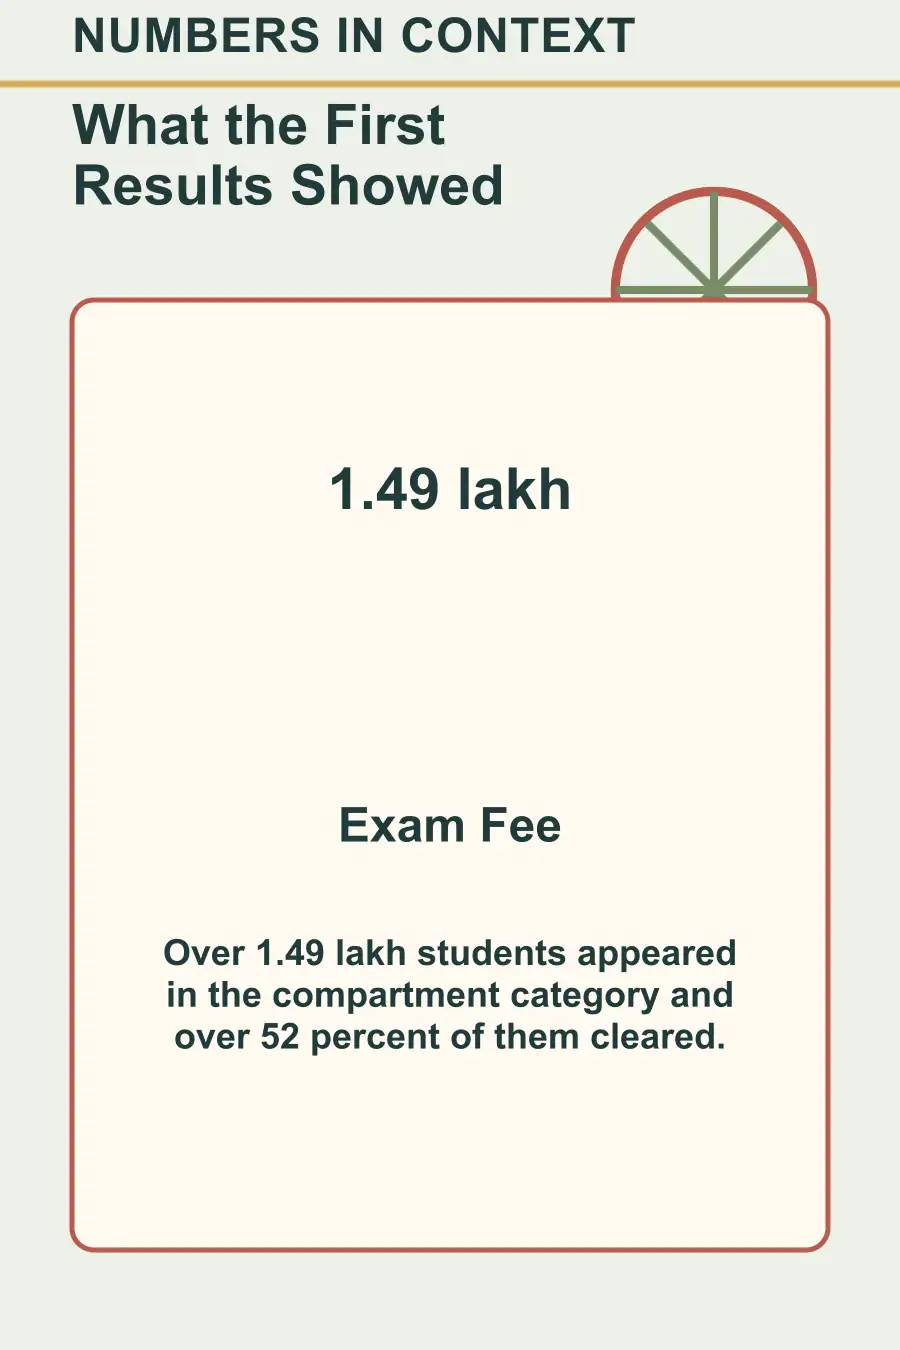 NUMBERS IN CONTEXT
What the First
Results Showed
1.49 lakh
Exam Fee
Over 1.49 lakh students appeared
in the compartment category and
over 52 percent of them cleared.